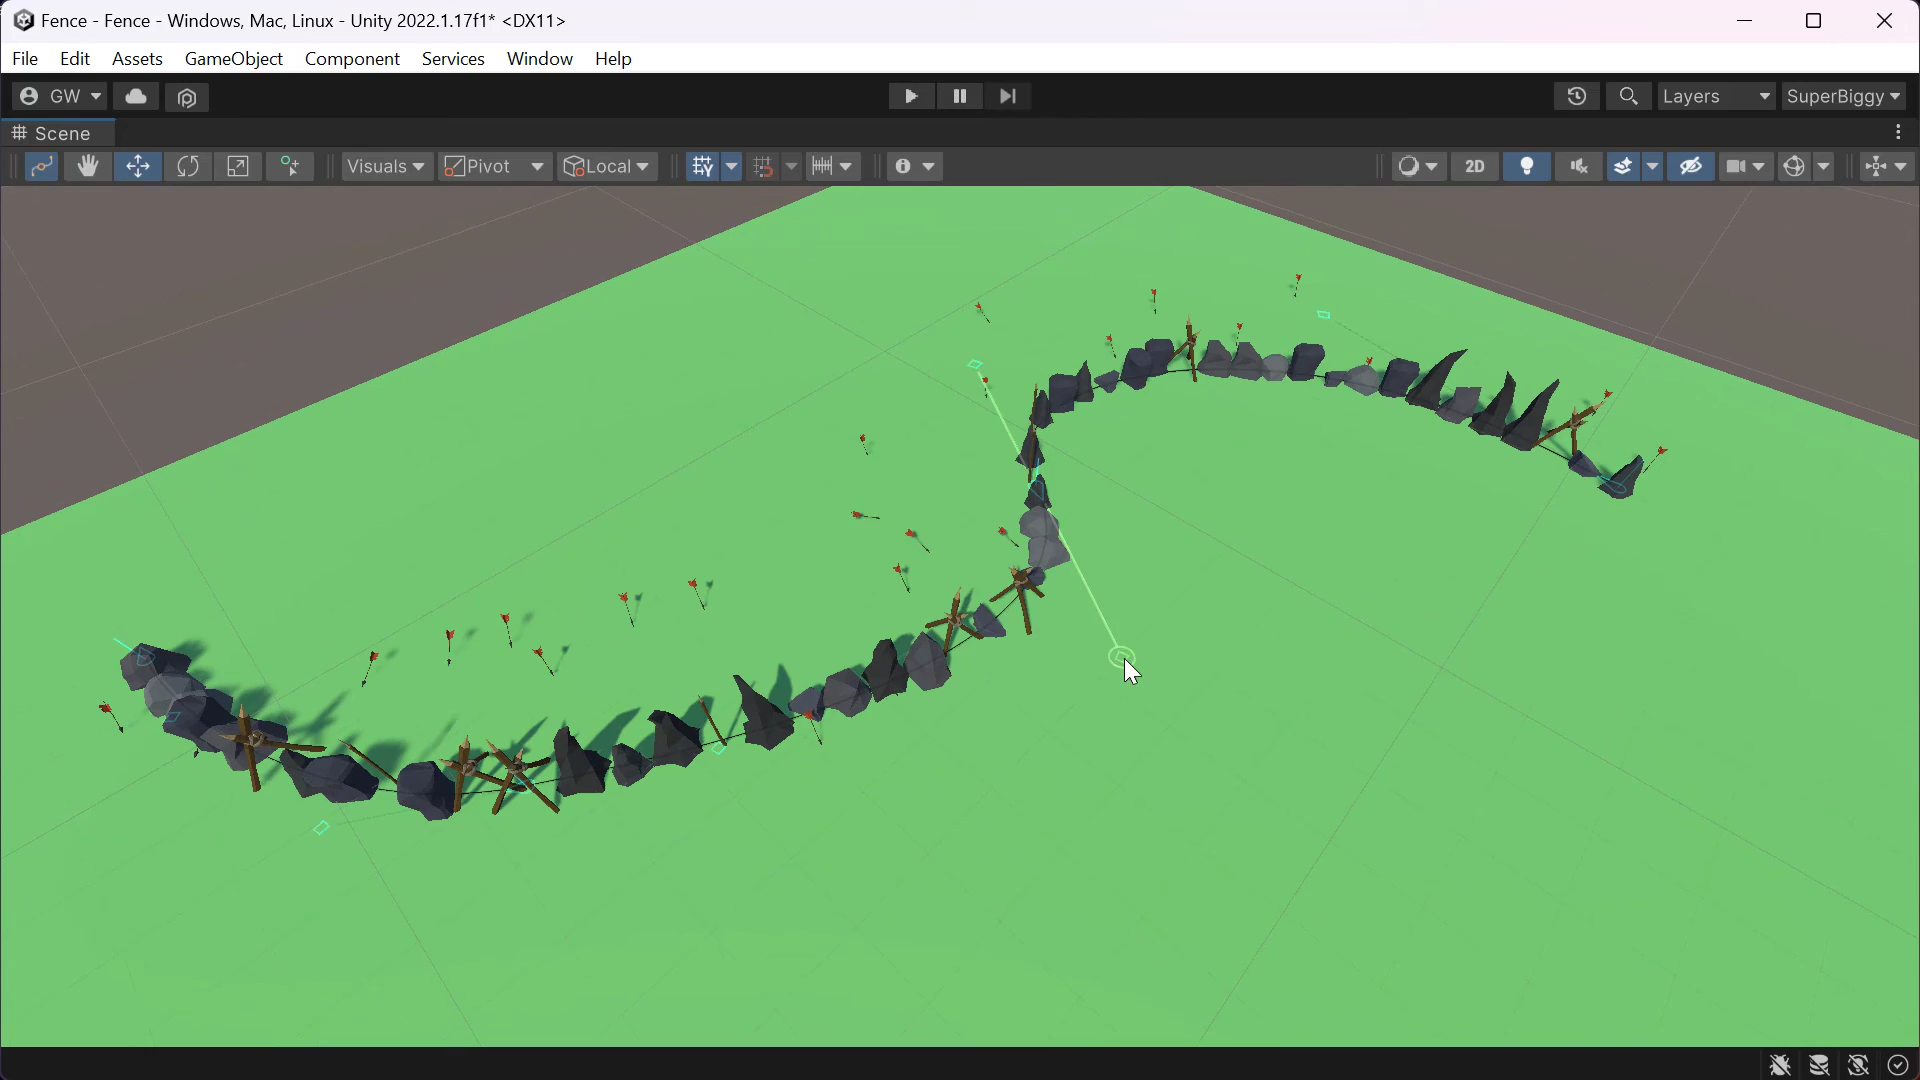 Fence - Fence - Windows, Mac, Linux - Unity 2022.1.17f1* <DX11>
File Edit Assets GameObject Component Services Window Help
GW Layers SuperBiggy
Scene
Visuals Pivot Local 2D